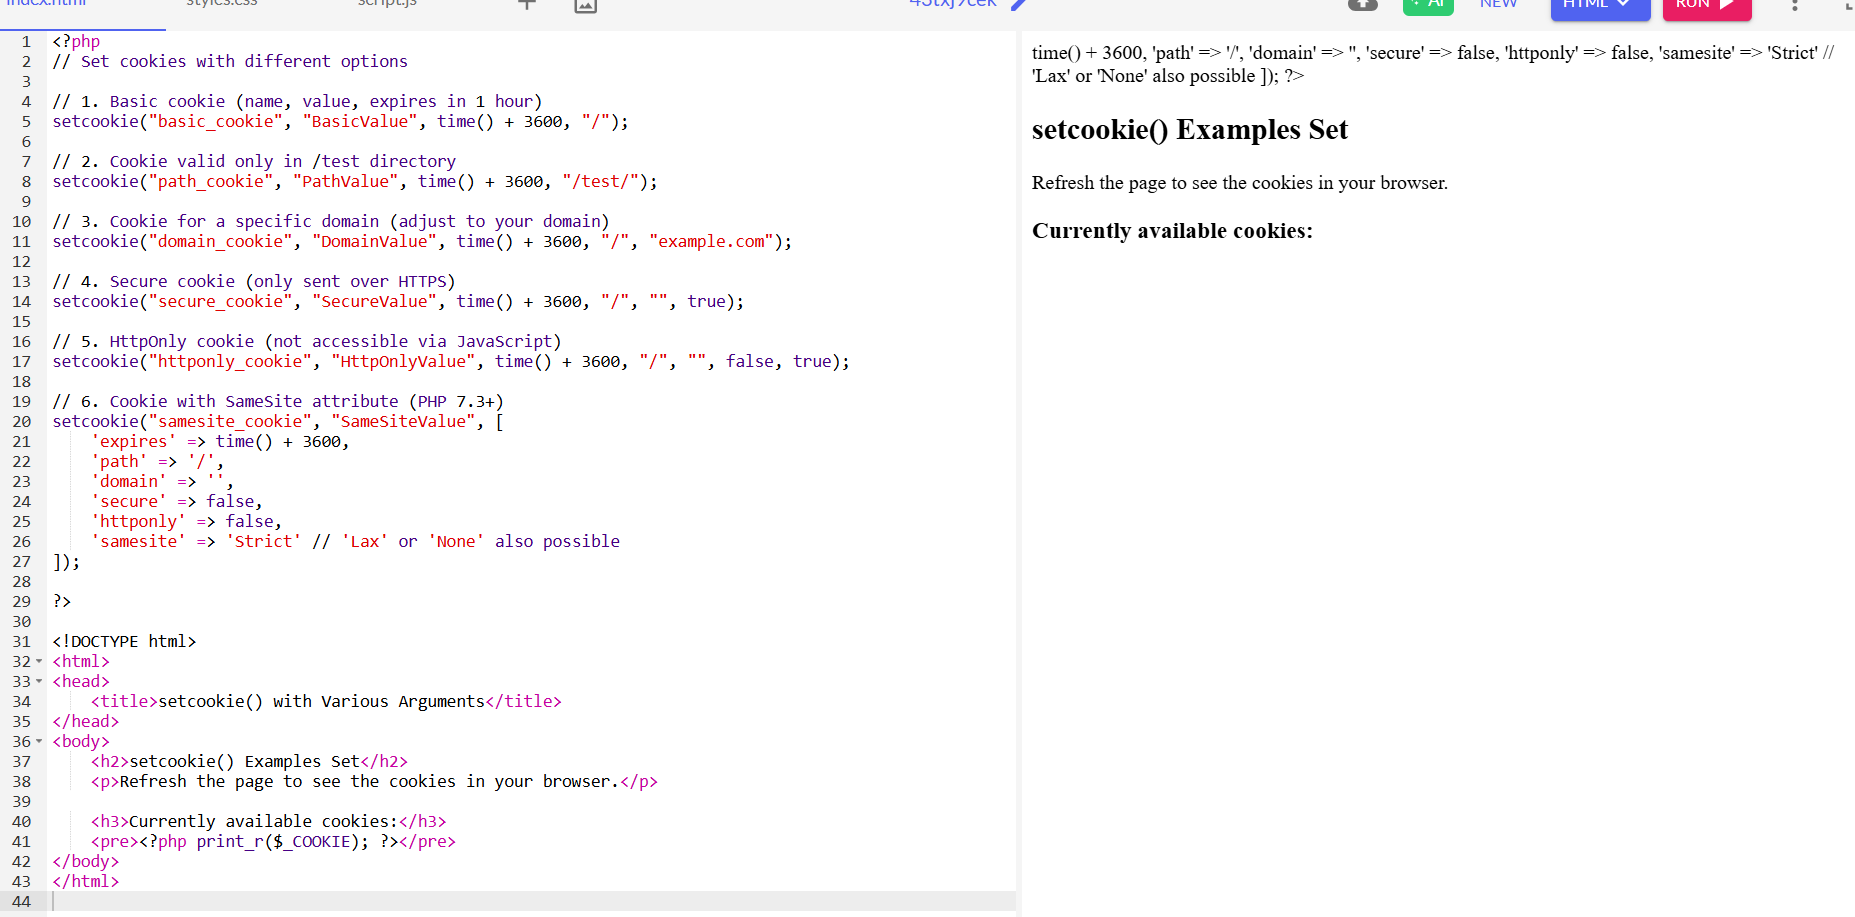 index.html styles.css script.js 43txj9cek AI NEW HTML RUN
1 <?php
2 // Set cookies with different options
3
4 // 1. Basic cookie (name, value, expires in 1 hour)
5 setcookie("basic_cookie", "BasicValue", time() + 3600, "/");
6
7 // 2. Cookie valid only in /test directory
8 setcookie("path_cookie", "PathValue", time() + 3600, "/test/");
9
10 // 3. Cookie for a specific domain (adjust to your domain)
11 setcookie("domain_cookie", "DomainValue", time() + 3600, "/", "example.com");
12
13 // 4. Secure cookie (only sent over HTTPS)
14 setcookie("secure_cookie", "SecureValue", time() + 3600, "/", "", true);
15
16 // 5. HttpOnly cookie (not accessible via JavaScript)
17 setcookie("httponly_cookie", "HttpOnlyValue", time() + 3600, "/", "", false, true);
18
19 // 6. Cookie with SameSite attribute (PHP 7.3+)
20 setcookie("samesite_cookie", "SameSiteValue", [
21     'expires' => time() + 3600,
22     'path' => '/',
23     'domain' => '',
24     'secure' => false,
25     'httponly' => false,
26     'samesite' => 'Strict' // 'Lax' or 'None' also possible
27 ]);
28
29 ?>
30
31 <!DOCTYPE html>
32 <html>
33 <head>
34     <title>setcookie() with Various Arguments</title>
35 </head>
36 <body>
37     <h2>setcookie() Examples Set</h2>
38     <p>Refresh the page to see the cookies in your browser.</p>
39
40     <h3>Currently available cookies:</h3>
41     <pre><?php print_r($_COOKIE); ?></pre>
42 </body>
43 </html>
44
time() + 3600, 'path' => '/', 'domain' => '', 'secure' => false, 'httponly' => false, 'samesite' => 'Strict' //
'Lax' or 'None' also possible ]); ?>
setcookie() Examples Set
Refresh the page to see the cookies in your browser.
Currently available cookies: